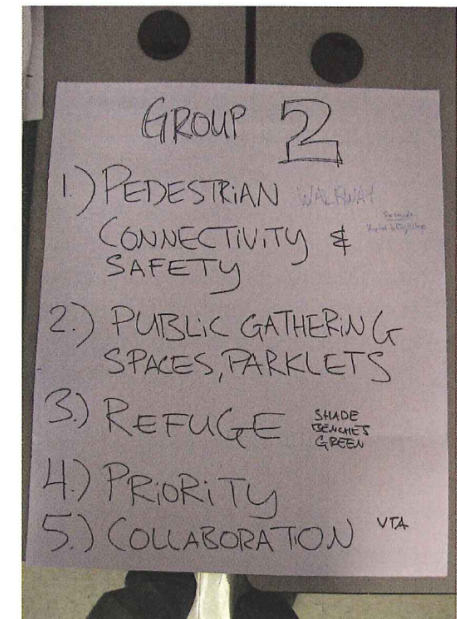 GROUP 2
1.) PEDESTRIAN WALKWAY
CONNECTIVITY &
SAFETY
2.) PUBLIC GATHERING
SPACES, PARKLETS
3.) REFUGE
SHADE
BENCHES
GREEN
4.) PRIORITY
5.) COLLABORATION VTA